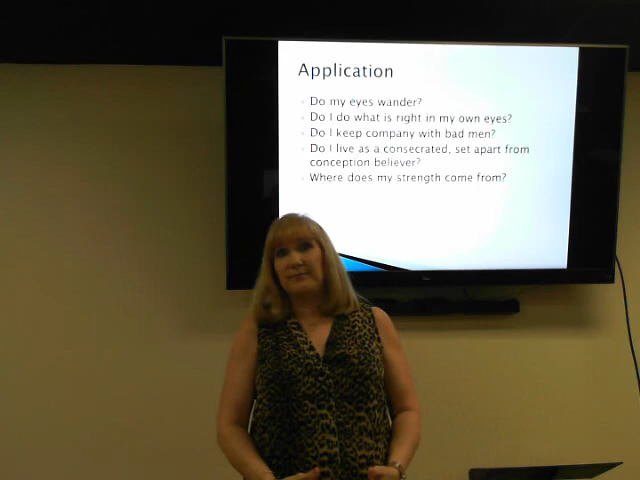 Application
Do my eyes wander?
Do I do what is right in my own eyes?
Do I keep company with bad men?
Do I live as a consecrated, set apart from
conception believer?
Where does my strength come from?